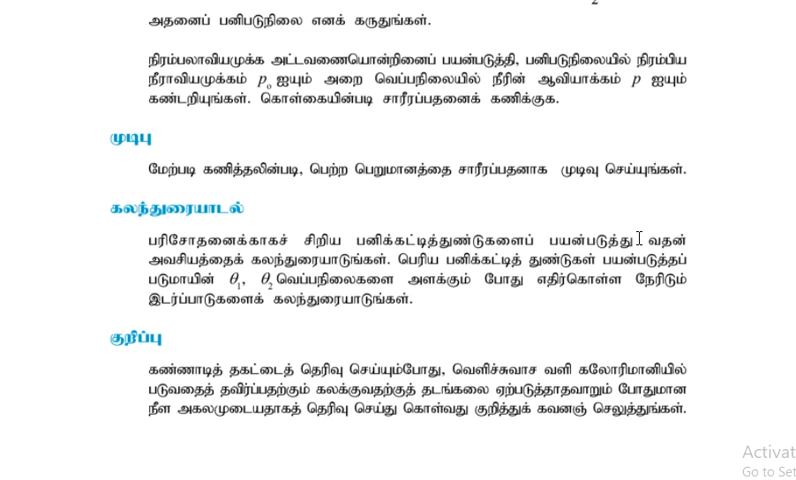 2
அதனைப் பனிபடுநிலை எனக் கருதுங்கள்.
நிரம்பலாவியமுக்க அட்டவணையொன்றினைப் பயன்படுத்தி, பனிபடுநிலையில் நிரம்பிய
நீராவியமுக்கம் p₀ ஐயும் அறை வெப்பநிலையில் நீரின் ஆவியாக்கம் p ஐயும்
கண்டறியுங்கள். கொள்கையின்படி சாரீரப்பதனைக் கணிக்குக.
முடிபு
மேற்படி கணித்தலின்படி, பெற்ற பெறுமானத்தை சாரீரப்பதனாக முடிவு செய்யுங்கள்.
கலந்துரையாடல்
பரிசோதனைக்காகச் சிறிய பனிக்கட்டித்துண்டுகளைப் பயன்படுத்து வதன்
அவசியத்தைக் கலந்துரையாடுங்கள். பெரிய பனிக்கட்டித் துண்டுகள் பயன்படுத்தப்
படுமாயின் θ₁, θ₂ வெப்பநிலைகளை அளக்கும் போது எதிர்கொள்ள நேரிடும்
இடர்ப்பாடுகளைக் கலந்துரையாடுங்கள்.
குறிப்பு
கண்ணாடித் தகட்டைத் தெரிவு செய்யும்போது, வெளிச்சுவாச வளி கலோரிமானியில்
படுவதைத் தவிர்ப்பதற்கும் கலக்குவதற்குத் தடங்கலை ஏற்படுத்தாதவாறும் போதுமான
நீள அகலமுடையதாகத் தெரிவு செய்து கொள்வது குறித்துக் கவனஞ் செலுத்துங்கள்.
Activat
Go to Set